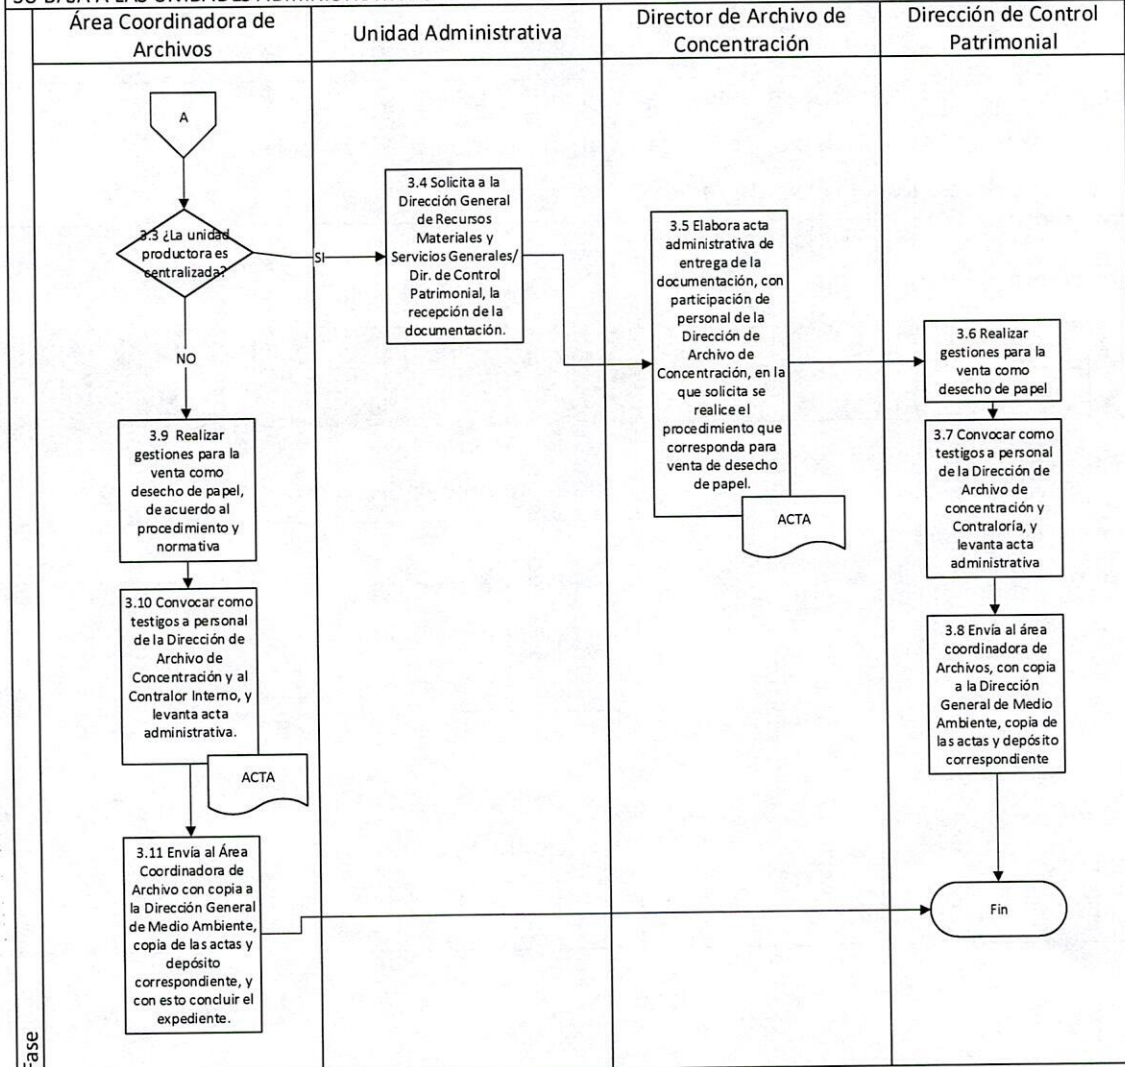 Área Coordinadora de
Archivos
Unidad Administrativa
Director de Archivo de
Concentración
Dirección de Control
Patrimonial
A
3.3 ¿La unidad
productora es
centralizada?
SI
NO
3.4 Solicita a la
Dirección General
de Recursos
Materiales y
Servicios Generales/
Dir. de Control
Patrimonial, la
recepción de la
documentación.
3.5 Elabora acta
administrativa de
entrega de la
documentación, con
participación de
personal de la
Dirección de
Archivo de
Concentración, en la
que solicita se
realice el
procedimiento que
corresponda para
venta de desecho
de papel.
ACTA
3.6 Realizar
gestiones para la
venta como
desecho de papel
3.7 Convocar como
testigos a personal
de la Dirección de
Archivo de
concentración y
Contraloría, y
levanta acta
administrativa
3.8 Envía al área
coordinadora de
Archivos, con copia
a la Dirección
General de Medio
Ambiente, copia de
las actas y depósito
correspondiente
3.9 Realizar
gestiones para la
venta como
desecho de papel,
de acuerdo al
procedimiento y
normativa
3.10 Convocar como
testigos a personal
de la Dirección de
Archivo de
Concentración y al
Contralor Interno, y
levanta acta
administrativa.
ACTA
3.11 Envía al Área
Coordinadora de
Archivo con copia a
la Dirección General
de Medio Ambiente,
copia de las actas y
depósito
correspondiente, y
con esto concluir el
expediente.
Fin
Fase